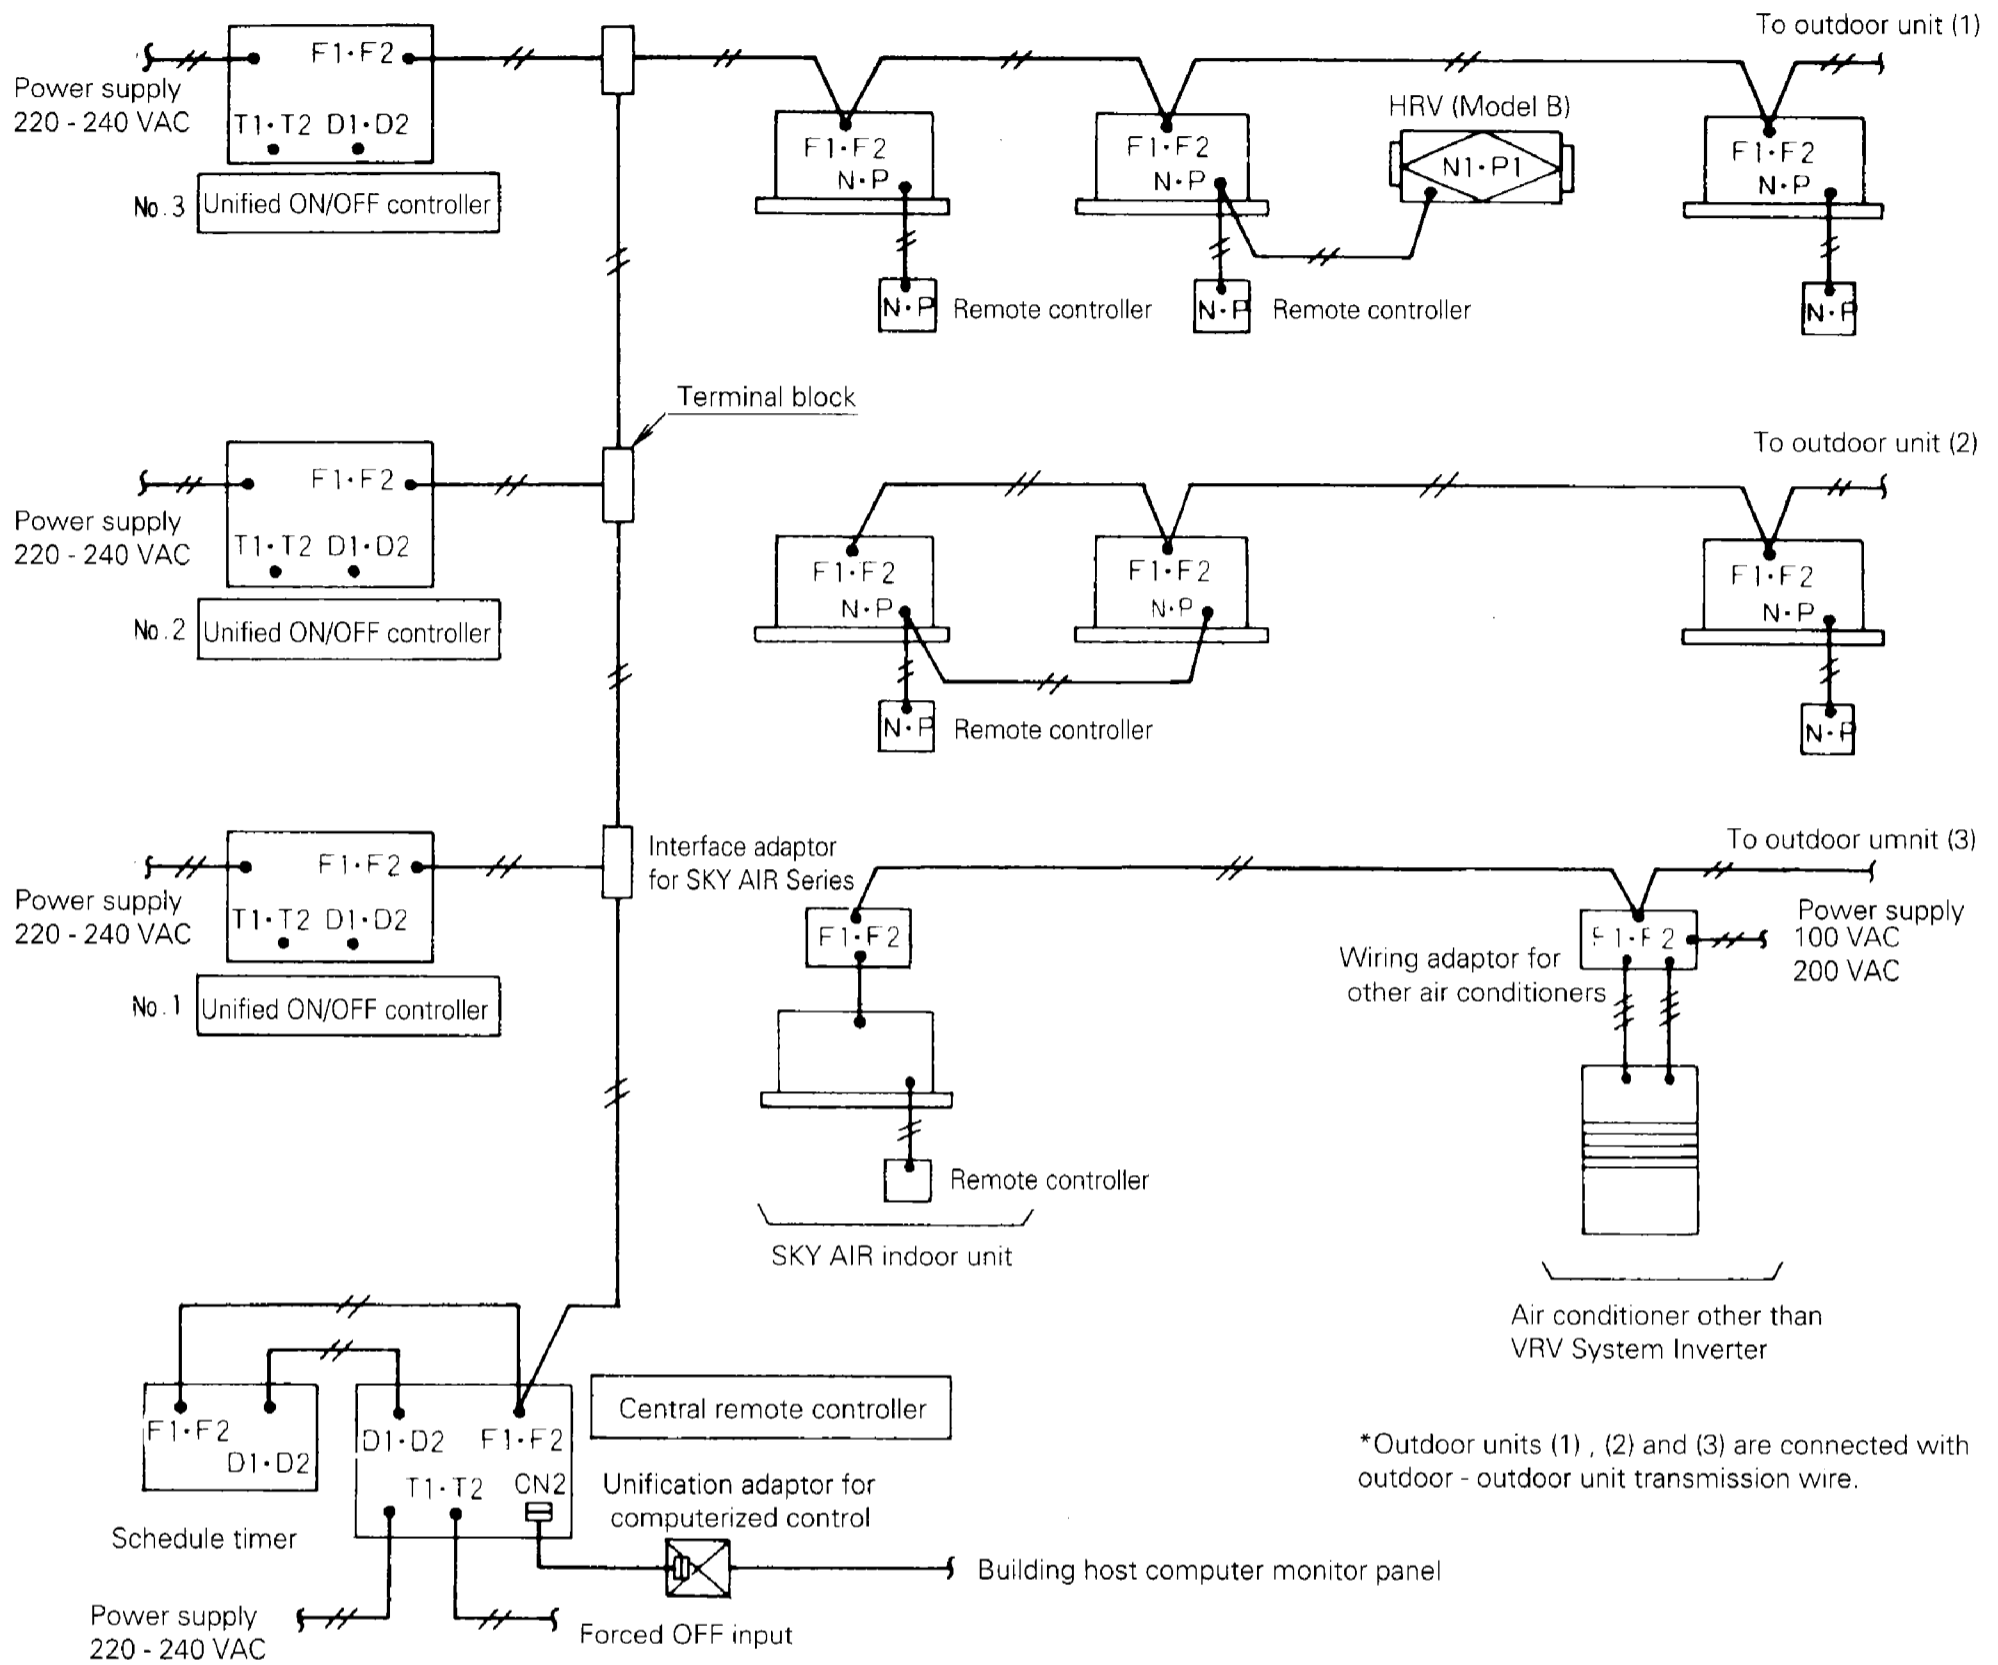 To outdoor unit (1)
F1·F2
Power supply
220 - 240 VAC
T1·T2 D1·D2
No.3 Unified ON/OFF controller
HRV (Model B)
F1·F2
N·P
F1·F2
N·P
N1·P1
F1·F2
N·P
N·P Remote controller
N·P Remote controller
N·P
Terminal block
To outdoor unit (2)
F1·F2
Power supply
220 - 240 VAC
T1·T2 D1·D2
No.2 Unified ON/OFF controller
F1·F2
N·P
F1·F2
N·P
F1·F2
N·P
N·P Remote controller
N·P
To outdoor umnit (3)
Interface adaptor
for SKY AIR Series
F1·F2
Power supply
220 - 240 VAC
T1·T2 D1·D2
No.1 Unified ON/OFF controller
F1·F2
F1·F2
Power supply
100 VAC
200 VAC
Wiring adaptor for
other air conditioners
Remote controller
SKY AIR indoor unit
Air conditioner other than
VRV System Inverter
F1·F2
D1·D2
Schedule timer
D1·D2 F1·F2
T1·T2 CN2
Central remote controller
Unification adaptor for
computerized control
Building host computer monitor panel
Power supply
220 - 240 VAC
Forced OFF input
*Outdoor units (1) , (2) and (3) are connected with
outdoor - outdoor unit transmission wire.